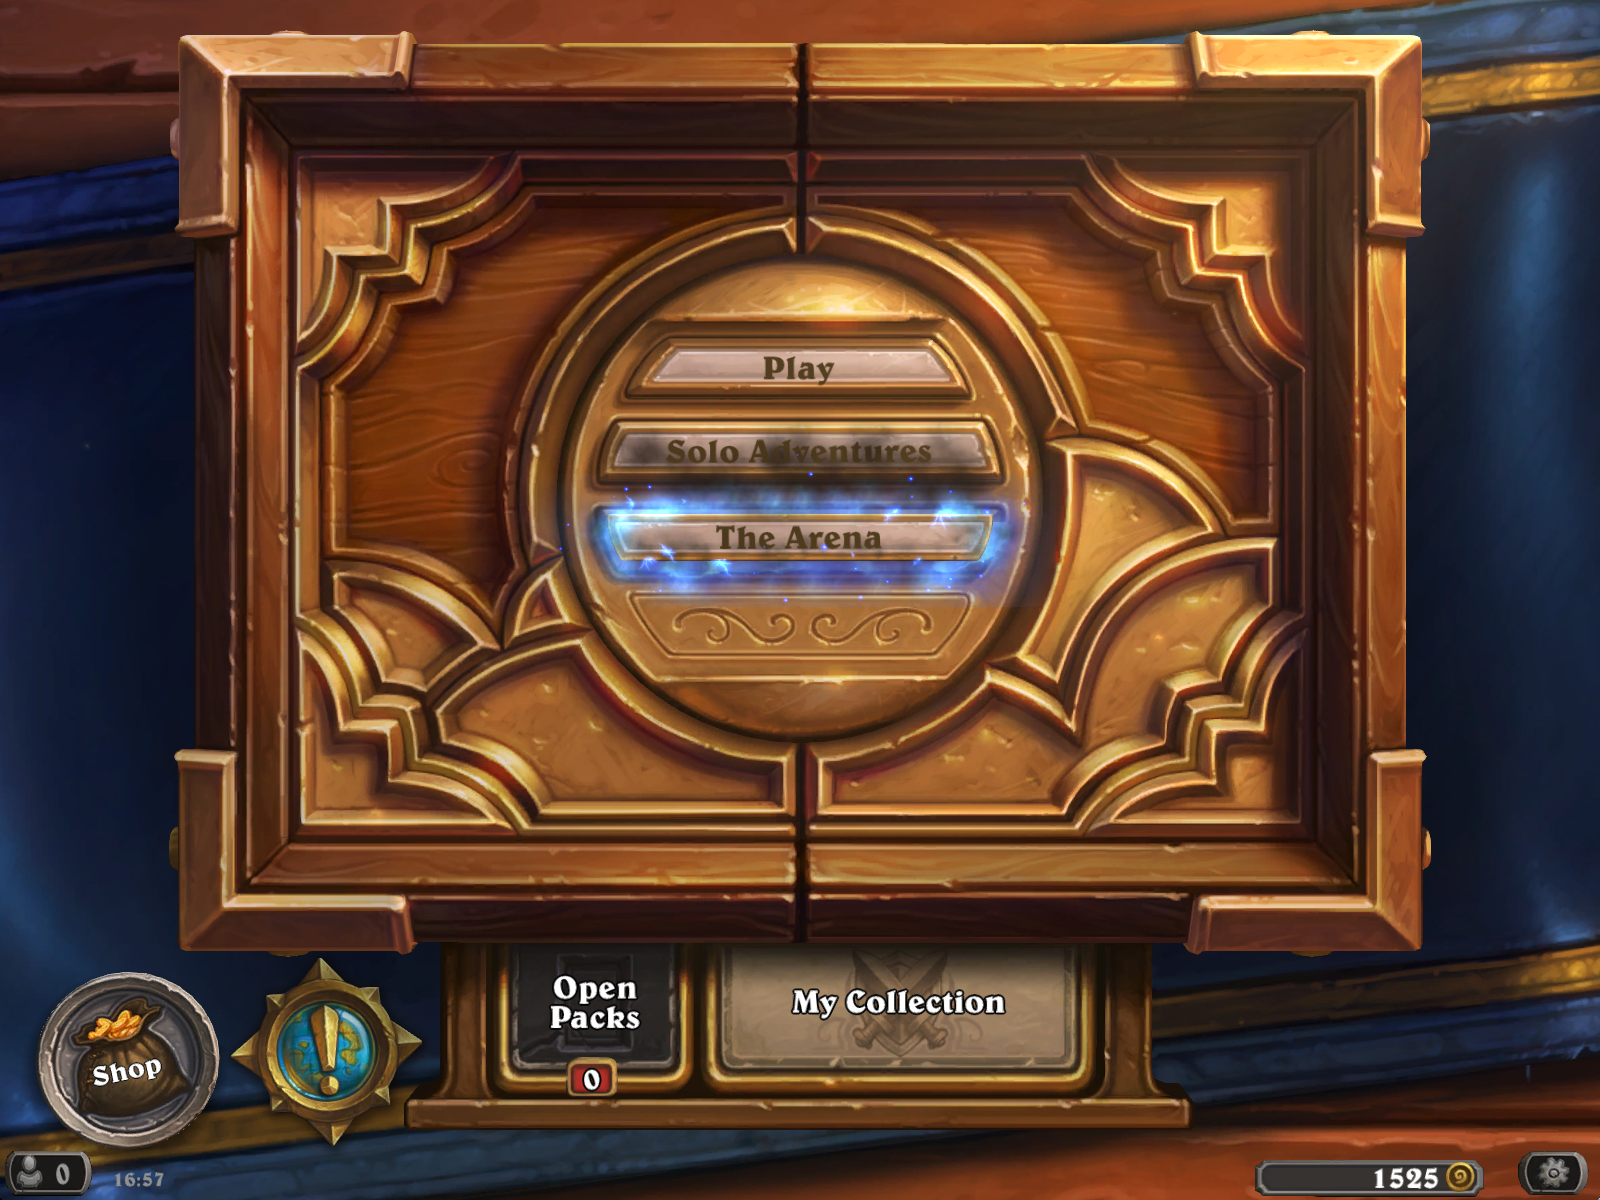 Play
Solo Adventures
The Arena
Open
Packs
My Collection
0
Shop
0
16:57
1525